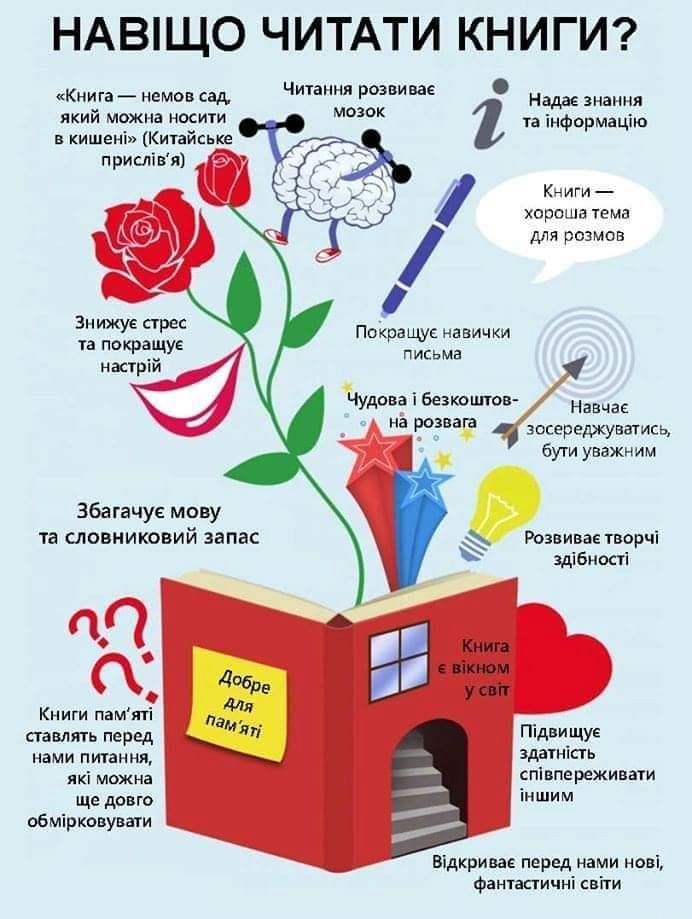 НАВІЩО ЧИТАТИ КНИГИ?
«Книга — немов сад,
який можна носити
в кишені» (Китайське
прислів'я)
Читання розвиває
мозок
Надає знання
та інформацію
Книги —
хороша тема
для розмов
Знижує стрес
та покращує
настрій
Покращує навички
письма
Чудова і безкоштов-
на розвага
Навчає
зосереджуватись,
бути уважним
Збагачує мову
та словниковий запас
Розвиває творчі
здібності
Книга
є вікном
у світ
Добре
для
пам'яті
Книги пам'яті
ставлять перед
нами питання,
які можна
ще довго
обмірковувати
Підвищує
здатність
співпереживати
іншим
Відкриває перед нами нові,
фантастичні світи